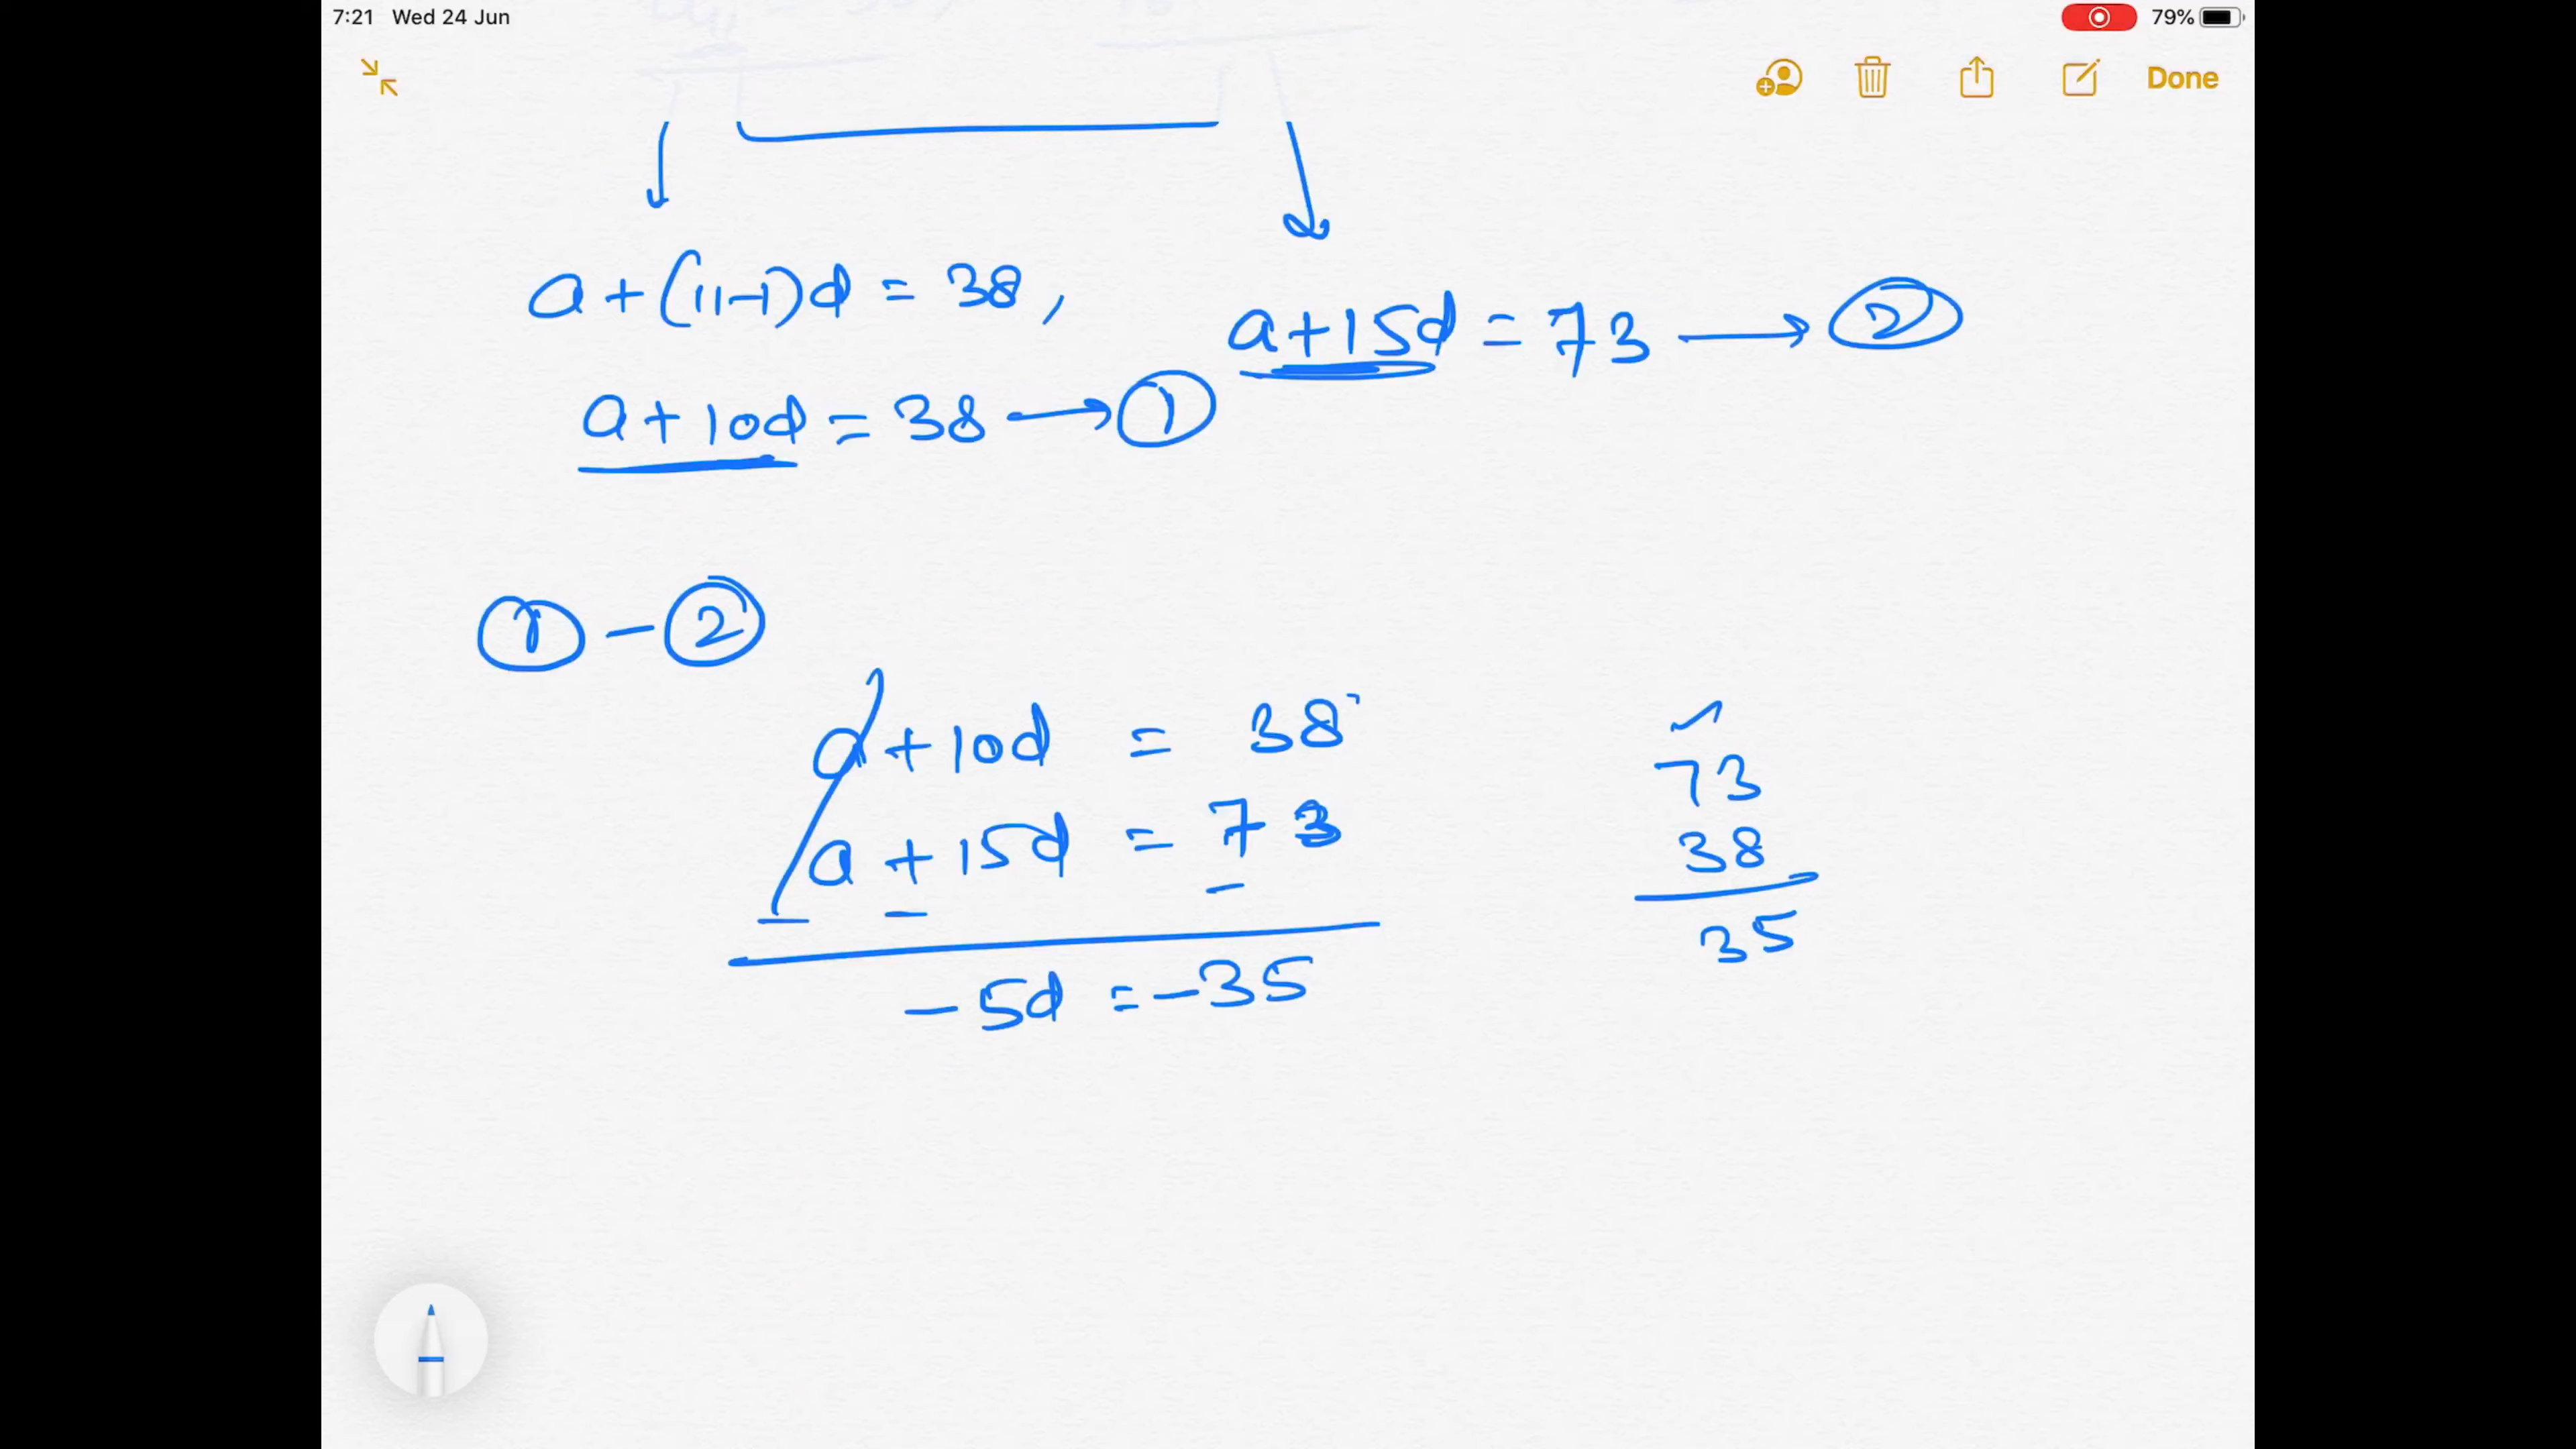 7:21 Wed 24 Jun
79%
Done
a + (11-1)d = 38,
a + 15d = 73 → ②
a + 10d = 38 → ①
① - ②
a + 10d = 38
a + 15d = 73
- - -
- 5d = - 35
73
38
35